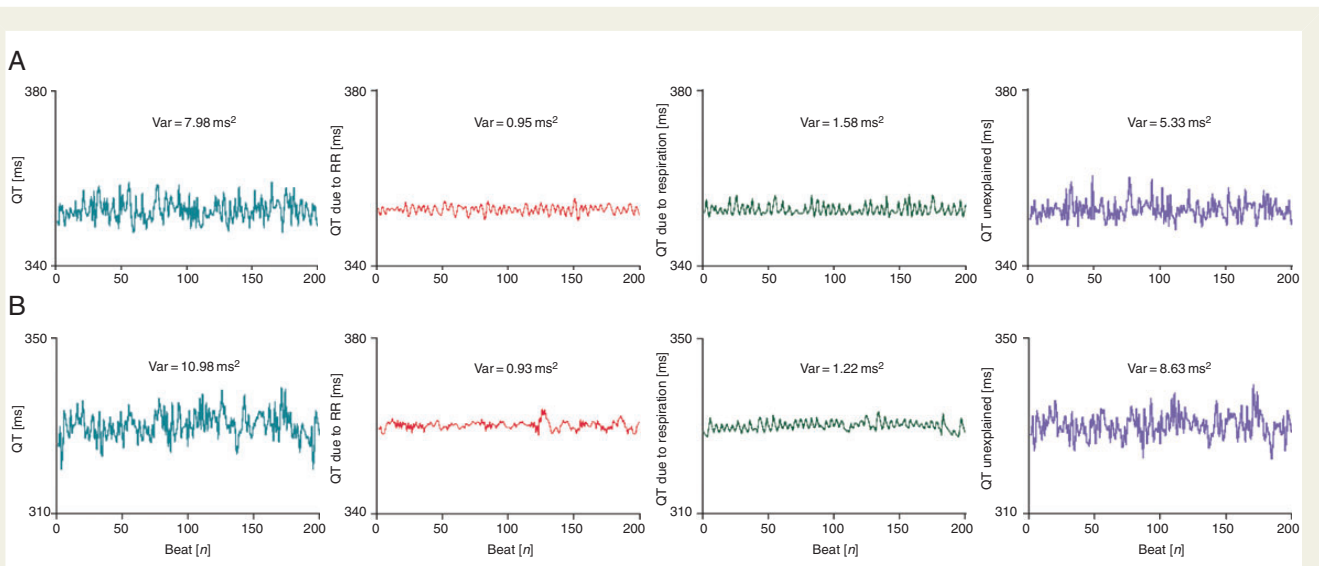 A
380
340
QT [ms]
Var = 7.98 ms²
0 50 100 150 200
380
340
QT due to RR [ms]
Var = 0.95 ms²
0 50 100 150 200
380
340
QT due to respiration [ms]
Var = 1.58 ms²
0 50 100 150 200
380
340
QT unexplained [ms]
Var = 5.33 ms²
0 50 100 150 200
B
350
310
QT [ms]
Var = 10.98 ms²
0 50 100 150 200
Beat [n]
380
340
QT due to RR [ms]
Var = 0.93 ms²
0 50 100 150 200
Beat [n]
350
310
QT due to respiration [ms]
Var = 1.22 ms²
0 50 100 150 200
Beat [n]
350
310
QT unexplained [ms]
Var = 8.63 ms²
0 50 100 150 200
Beat [n]